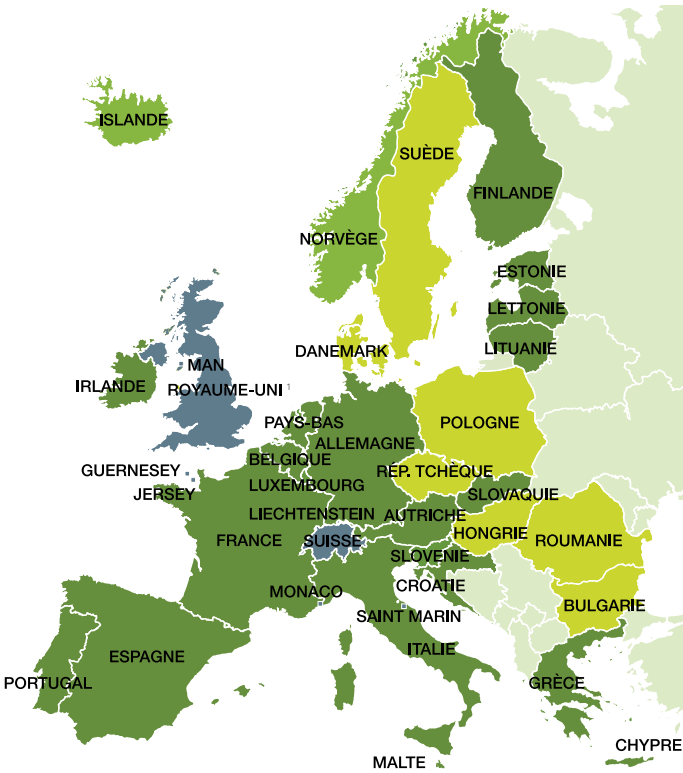 ISLANDE
SUÈDE
FINLANDE
NORVÈGE
ESTONIE
LETTONIE
LITUANIE
DANEMARK
MAN
IRLANDE
ROYAUME-UNI
PAYS-BAS
POLOGNE
ALLEMAGNE
BELGIQUE
RÉP. TCHÈQUE
GUERNESEY
LUXEMBOURG
JERSEY
SLOVAQUIE
LIECHTENSTEIN
AUTRICHE
HONGRIE
FRANCE
SUISSE
ROUMANIE
SLOVENIE
CROATIE
MONACO
BULGARIE
SAINT MARIN
ITALIE
ESPAGNE
PORTUGAL
GRÈCE
CHYPRE
MALTE